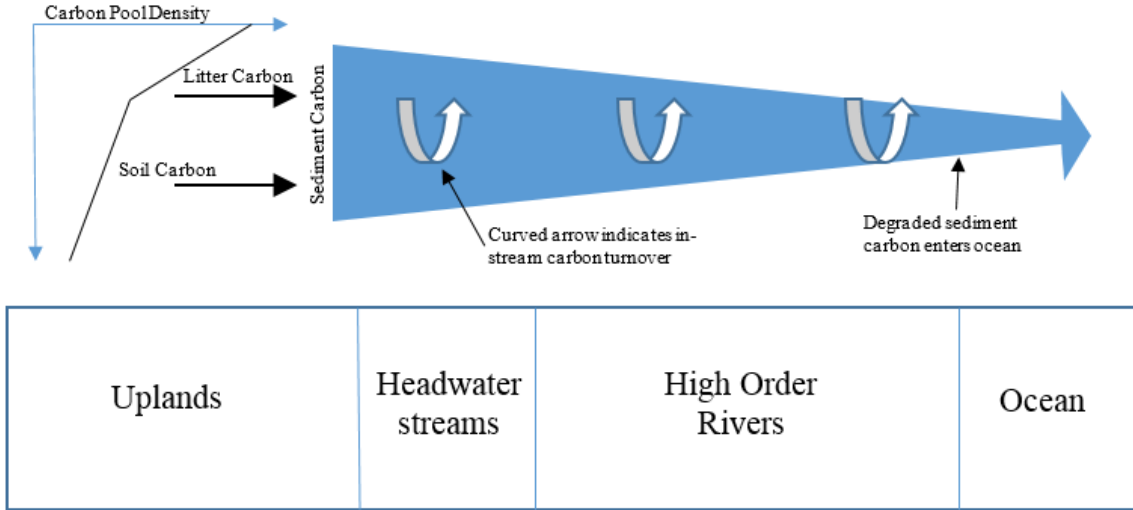 Carbon Pool Density
Litter Carbon
Soil Carbon
Sediment Carbon
Curved arrow indicates in-
stream carbon turnover
Degraded sediment
carbon enters ocean
Uplands
Headwater
streams
High Order
Rivers
Ocean